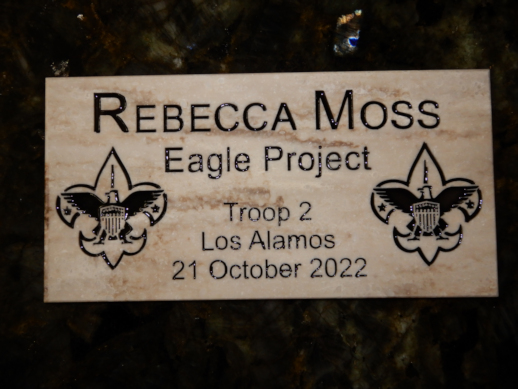 REBECCA MOSS
Eagle Project
Troop 2
Los Alamos
21 October 2022